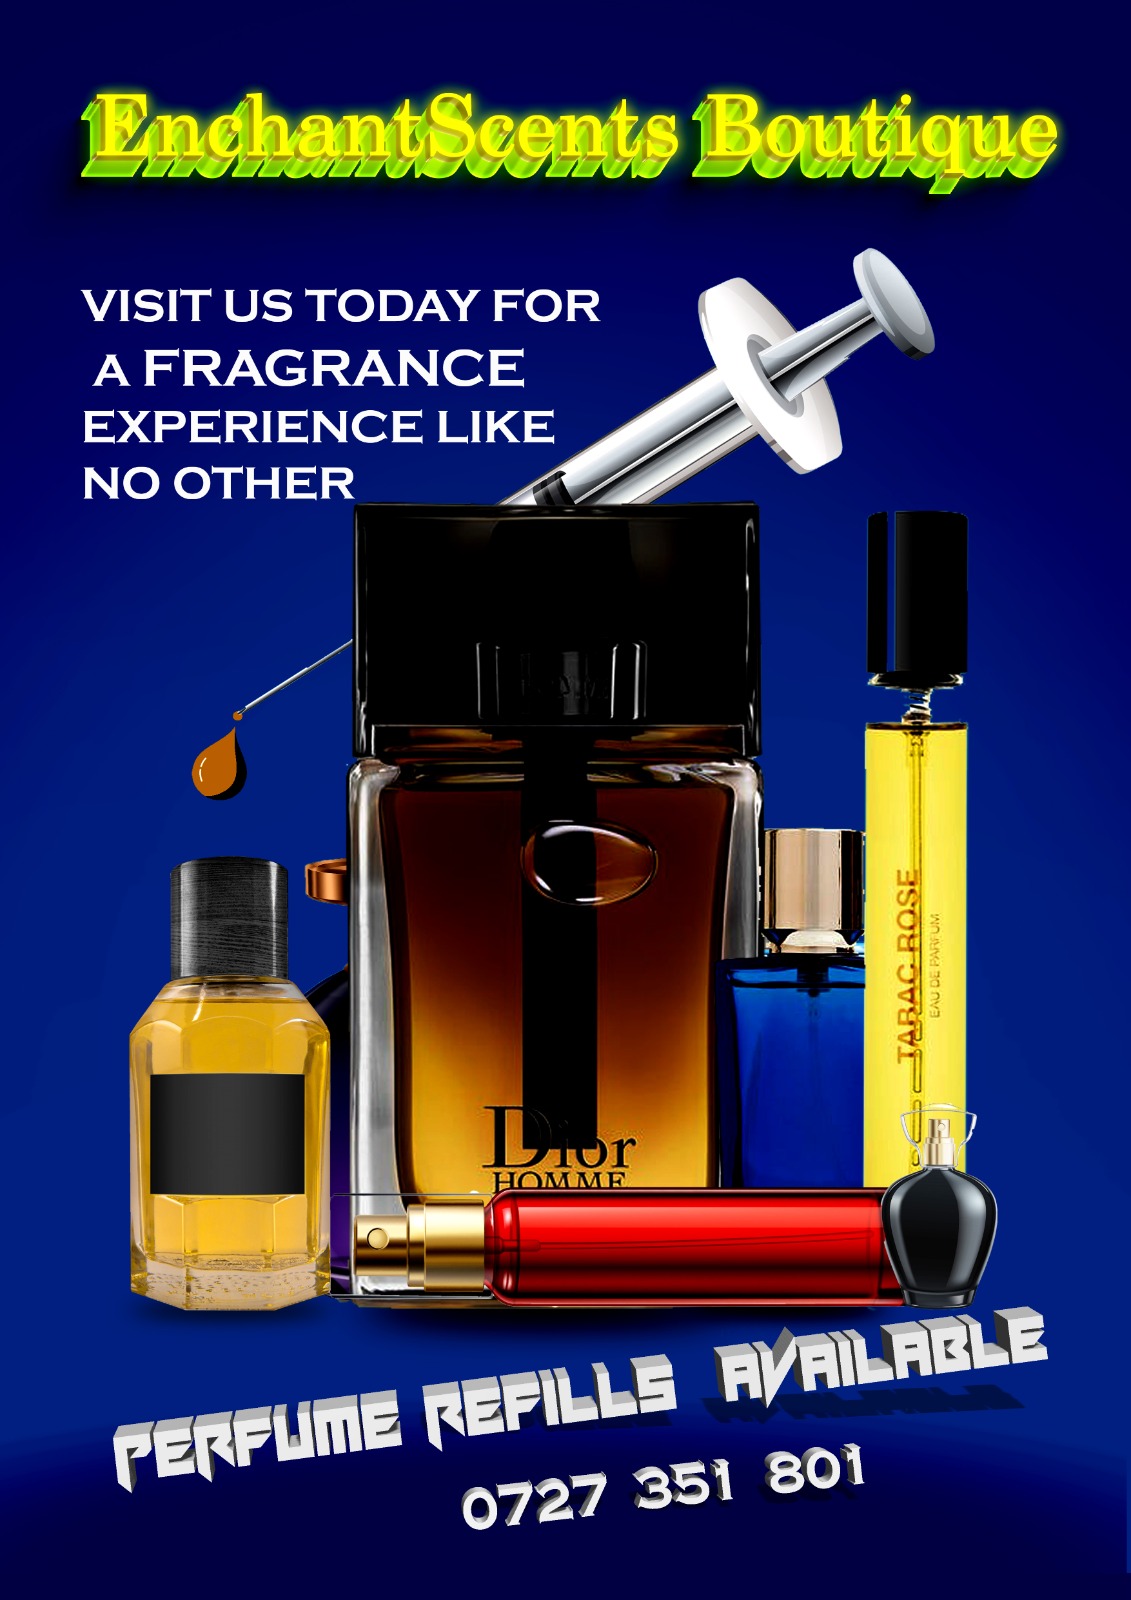 EnchantScents Boutique
VISIT US TODAY FOR
A FRAGRANCE
EXPERIENCE LIKE
NO OTHER
TABAC ROSE
EAU DE PARFUM
Dior
HOMME
PERFUME REFILLS AVAILABLE
0727 351 801